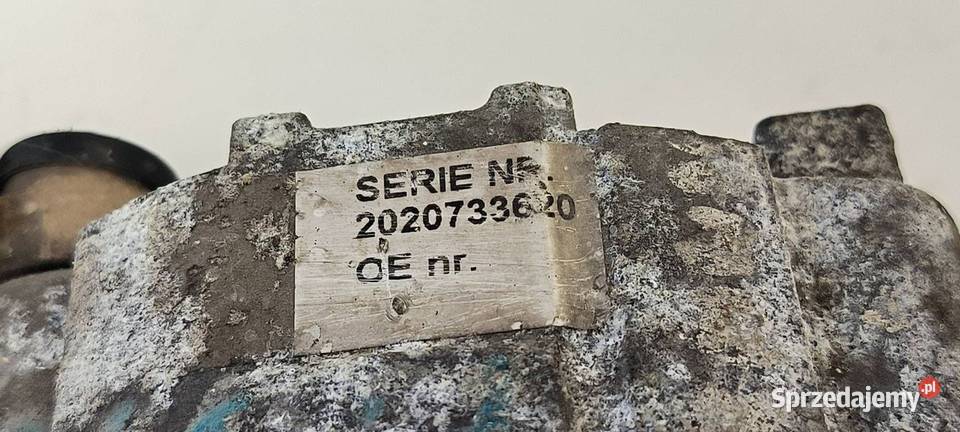 SERIE NR.
2020733620
OE nr.
Sprzedajemy.pl